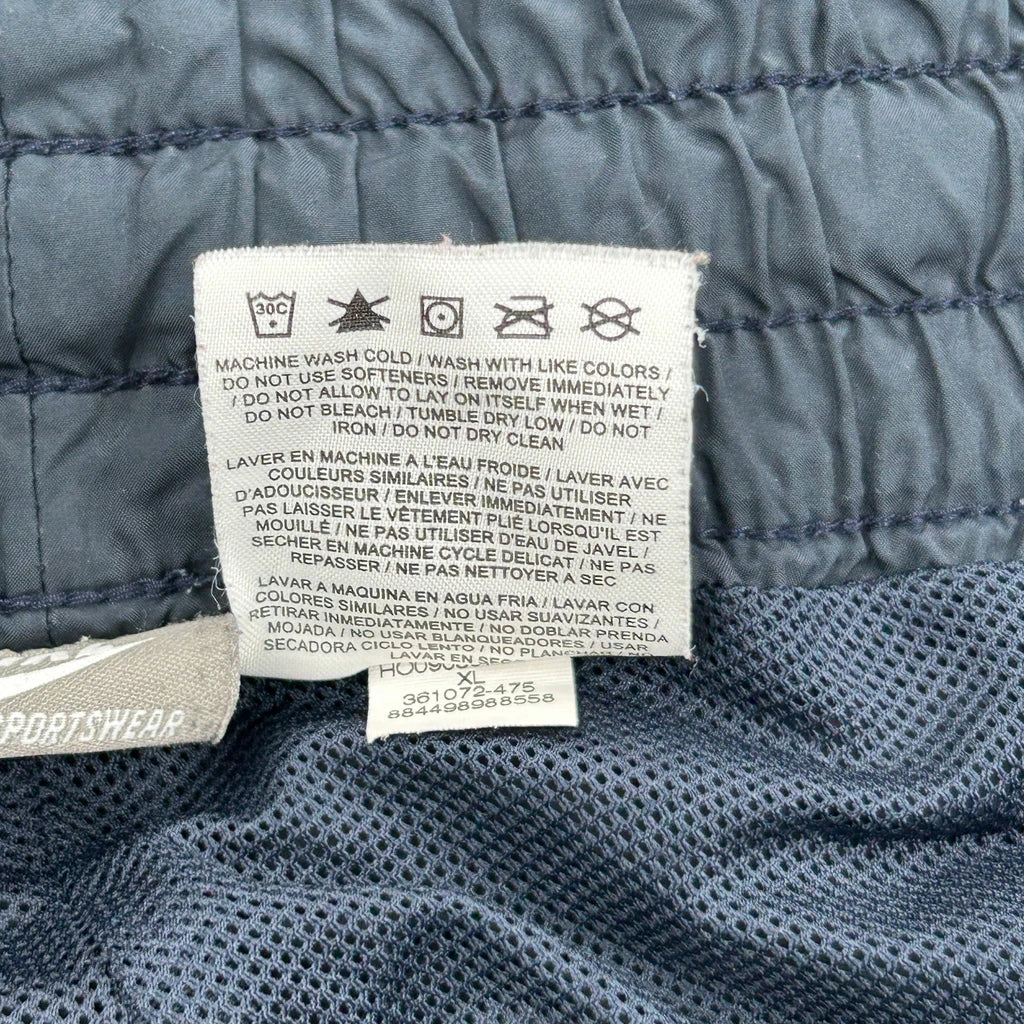 30C
MACHINE WASH COLD / WASH WITH LIKE COLORS /
DO NOT USE SOFTENERS / REMOVE IMMEDIATELY
/ DO NOT ALLOW TO LAY ON ITSELF WHEN WET /
DO NOT BLEACH / TUMBLE DRY LOW / DO NOT
IRON / DO NOT DRY CLEAN
LAVER EN MACHINE A L'EAU FROIDE / LAVER AVEC
COULEURS SIMILAIRES / NE PAS UTILISER
D'ADOUCISSEUR / ENLEVER IMMEDIATEMENT / NE
PAS LAISSER LE VÊTEMENT PLIÉ LORSQU'IL EST
MOUILLÉ / NE PAS UTILISER D'EAU DE JAVEL /
SECHER EN MACHINE CYCLE DELICAT / NE PAS
REPASSER / NE PAS NETTOYER A SEC
LAVAR A MAQUINA EN AGUA FRIA / LAVAR CON
COLORES SIMILARES / NO USAR SUAVIZANTES /
RETIRAR INMEDIATAMENTE / NO DOBLAR PRENDA
MOJADA / NO USAR BLANQUEADORES / USAR
SECADORA CICLO LENTO / NO PLANCHAR / NO
LAVAR EN
XL
361072-475
884498988558
SPORTSWEAR